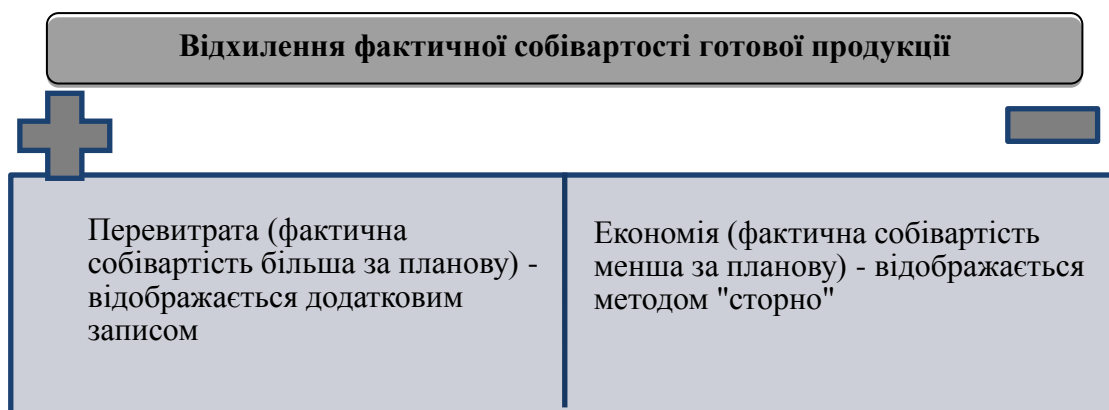 Відхилення фактичної собівартості готової продукції
Перевитрата (фактична
собівартість більша за планову) -
відображається додатковим
записом
Економія (фактична собівартість
менша за планову) - відображається
методом "сторно"